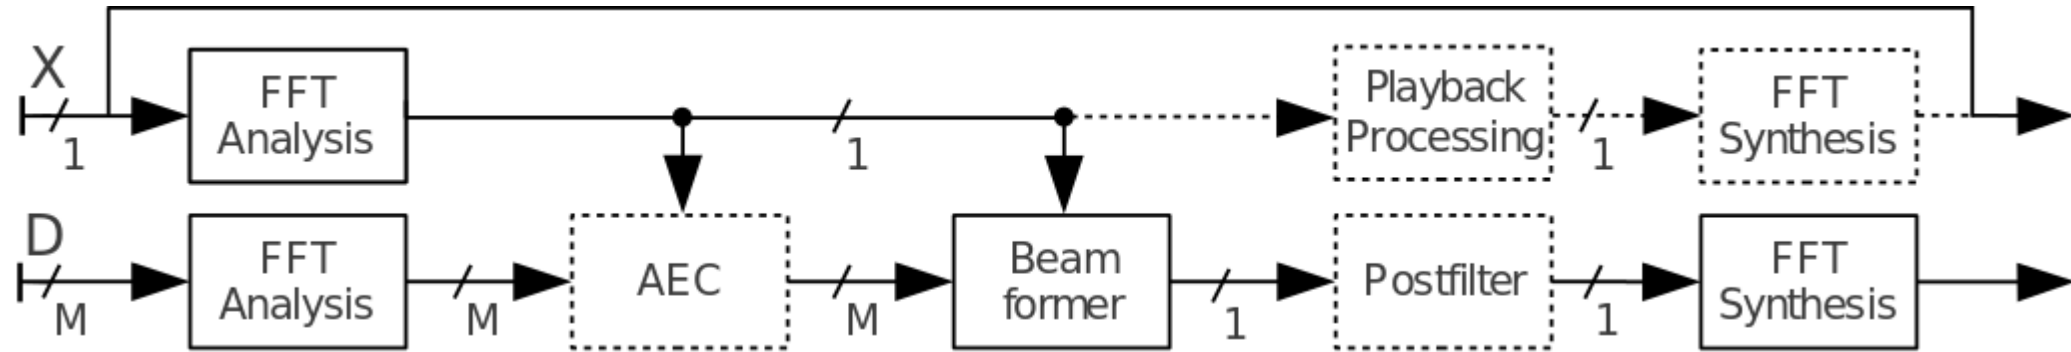 X
1
FFT
Analysis
1
Playback
Processing
1
FFT
Synthesis
D
M
FFT
Analysis
M
AEC
M
Beam
former
1
Postfilter
1
FFT
Synthesis